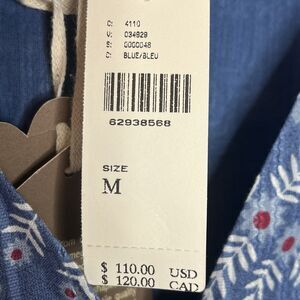 D: 4110
V: 034929
S: 0000048
C: BLUE/BLEU
62938568
SIZE
M
$ 110.00 USD
$ 120.00 CAD